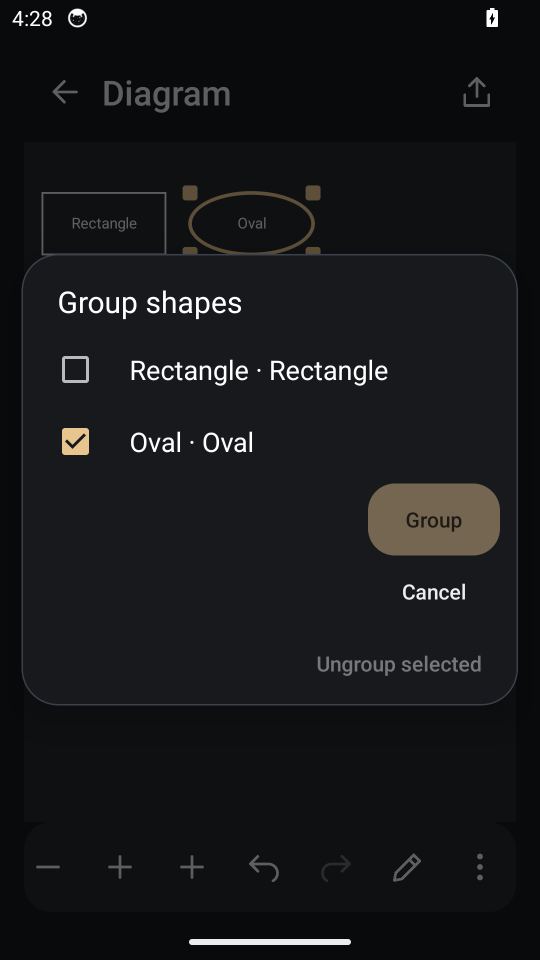 4:28
Diagram
Rectangle
Oval
Group shapes
Rectangle · Rectangle
Oval · Oval
Group
Cancel
Ungroup selected